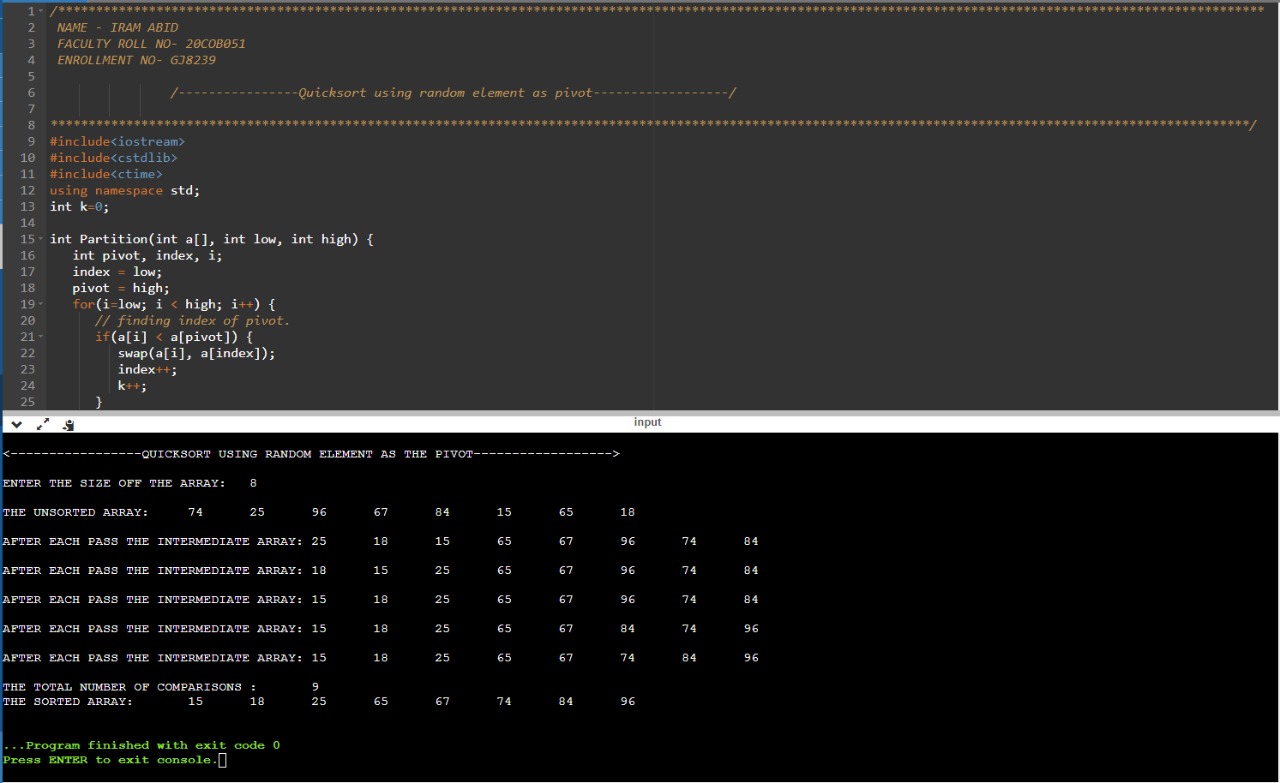 1 /****************************************************************************************************************************************************************
2 NAME - IRAM ABID
3 FACULTY ROLL NO- 20COB051
4 ENROLLMENT NO- GJ8239
5
6 /----------------Quicksort using random element as pivot------------------/
7
8 ****************************************************************************************************************************************************************/
9 #include<iostream>
10 #include<cstdlib>
11 #include<ctime>
12 using namespace std;
13 int k=0;
14
15 int Partition(int a[], int low, int high) {
16 int pivot, index, i;
17 index = low;
18 pivot = high;
19 for(i=low; i < high; i++) {
20 // finding index of pivot.
21 if(a[i] < a[pivot]) {
22 swap(a[i], a[index]);
23 index++;
24 k++;
25 }
input
<-----------------QUICKSORT USING RANDOM ELEMENT AS THE PIVOT------------------>
ENTER THE SIZE OFF THE ARRAY: 8
THE UNSORTED ARRAY: 74 25 96 67 84 15 65 18
AFTER EACH PASS THE INTERMEDIATE ARRAY: 25 18 15 65 67 96 74 84
AFTER EACH PASS THE INTERMEDIATE ARRAY: 18 15 25 65 67 96 74 84
AFTER EACH PASS THE INTERMEDIATE ARRAY: 15 18 25 65 67 96 74 84
AFTER EACH PASS THE INTERMEDIATE ARRAY: 15 18 25 65 67 84 74 96
AFTER EACH PASS THE INTERMEDIATE ARRAY: 15 18 25 65 67 74 84 96
THE TOTAL NUMBER OF COMPARISONS : 9
THE SORTED ARRAY: 15 18 25 65 67 74 84 96
...Program finished with exit code 0
Press ENTER to exit console.